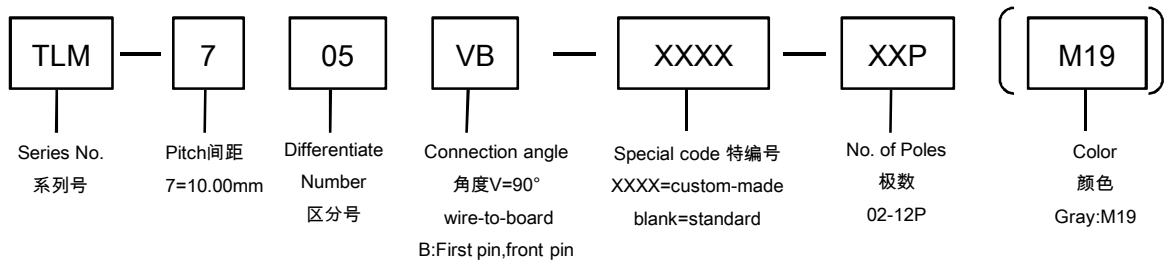 TLM — 7 05 VB — XXXX — XXP (M19)
Series No.
系列号
Pitch间距
7=10.00mm
Differentiate
Number
区分号
Connection angle
角度V=90°
wire-to-board
B:First pin,front pin
Special code 特编号
XXXX=custom-made
blank=standard
No. of Poles
极数
02-12P
Color
颜色
Gray:M19